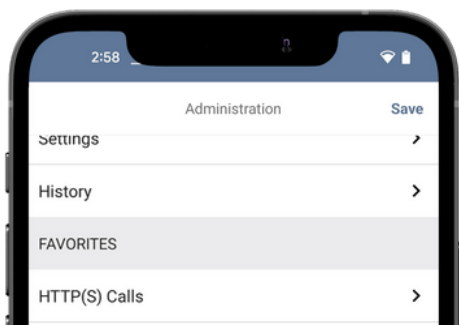 2:58
Administration
Save
Settings
History
FAVORITES
HTTP(S) Calls